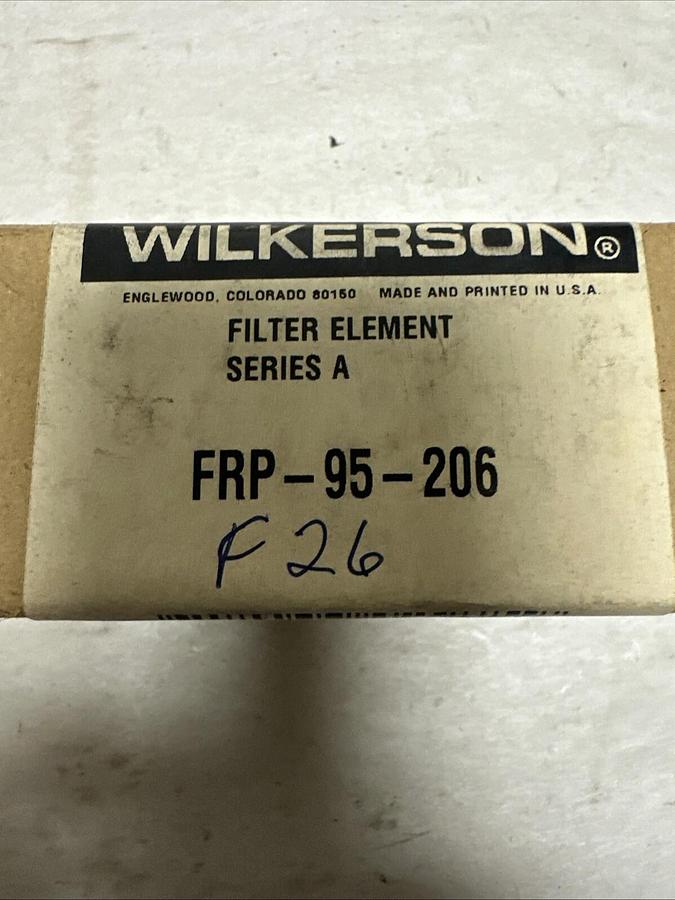 WILKERSON®
ENGLEWOOD, COLORADO 80150 MADE AND PRINTED IN U.S.A.
FILTER ELEMENT
SERIES A
FRP-95-206
F26